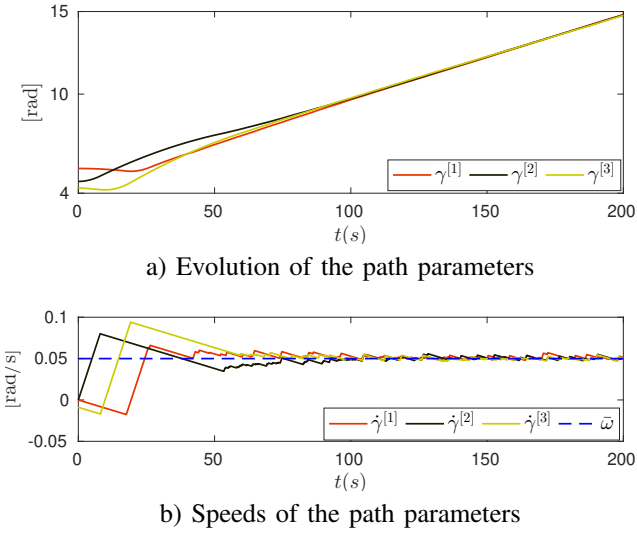 15
10
4
[rad]
γ^[1] γ^[2] γ^[3]
0 50 100 150 200
t(s)
a) Evolution of the path parameters
0.1
0.05
0
-0.05
[rad/s]
γ̇^[1] γ̇^[2] γ̇^[3] ω̄
0 50 100 150 200
t(s)
b) Speeds of the path parameters